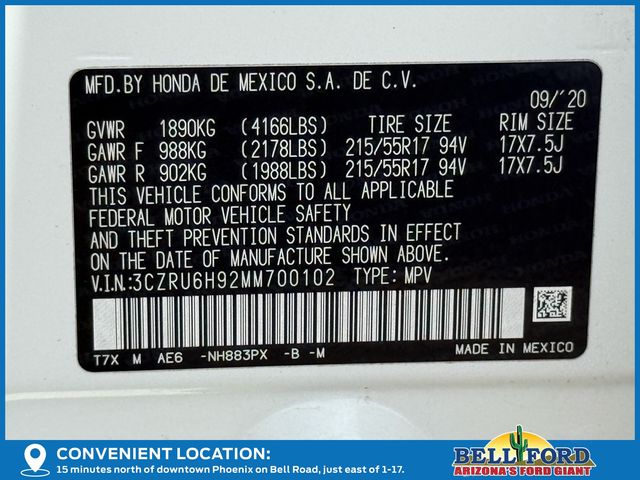 MFD. BY HONDA DE MEXICO S.A. DE C.V.
09/'20
GVWR 1890KG (4166LBS) TIRE SIZE RIM SIZE
GAWR F 988KG (2178LBS) 215/55R17 94V 17X7.5J
GAWR R 902KG (1988LBS) 215/55R17 94V 17X7.5J
THIS VEHICLE CONFORMS TO ALL APPLICABLE
FEDERAL MOTOR VEHICLE SAFETY
AND THEFT PREVENTION STANDARDS IN EFFECT
ON THE DATE OF MANUFACTURE SHOWN ABOVE.
V.I.N:3CZRU6H92MM700102 TYPE: MPV
T7X M AE6 -NH883PX -B -M
MADE IN MEXICO
CONVENIENT LOCATION:
15 minutes north of downtown Phoenix on Bell Road, just east of 1-17.
BELL FORD
ARIZONA'S FORD GIANT